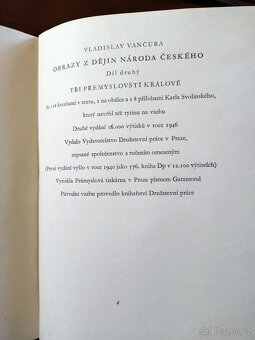 VLADISLAV VANČURA
OBRAZY Z DĚJIN NÁRODA ČESKÉHO
Díl druhý
TŘI PŘEMYSLOVŠTÍ KRÁLOVÉ
kresbami v textu, 1 na obálce a s 8 přílohami Karla Svolinského,
který navrhl též rytinu na vazbu
Druhé vydání 16.000 výtisků v roce 1946
Vydalo Vydavatelstvo Družstevní práce v Praze,
zapsané společenstvo s ručením omezeným
(První vydání vyšlo v roce 1940 jako 376. kniha Dp v 12.100 výtiscích)
Vytiskla Průmyslová tiskárna v Praze písmem Garamond
Původní vazbu provedlo knihařství Družstevní práce